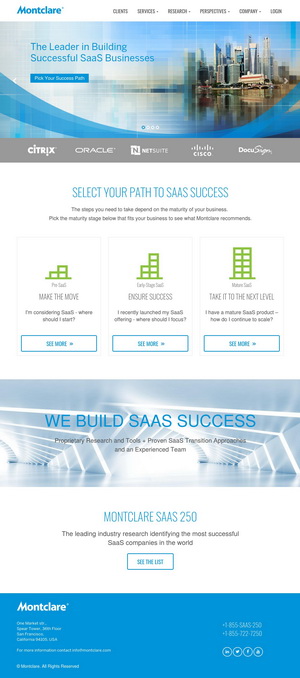 Montclare
CLIENTS SERVICES RESEARCH PERSPECTIVES COMPANY LOGIN
The Leader in Building
Successful SaaS Businesses
Pick Your Success Path
CITRIX ORACLE NETSUITE CISCO DocuSign
SELECT YOUR PATH TO SAAS SUCCESS
The steps you need to take depend on the maturity of your business.
Pick the maturity stage below that fits your business to see what Montclare recommends.
Pre-SaaS
MAKE THE MOVE
I'm considering SaaS - where
should I start?
SEE MORE »
Early-Stage SaaS
ENSURE SUCCESS
I recently launched my SaaS
offering - where should I focus?
SEE MORE »
Mature SaaS
TAKE IT TO THE NEXT LEVEL
I have a mature SaaS product –
how do I continue to scale?
SEE MORE »
WE BUILD SAAS SUCCESS
Proprietary Research and Tools + Proven SaaS Transition Approaches
and an Experienced Team
MONTCLARE SAAS 250
The leading industry research identifying the most successful
SaaS companies in the world
SEE THE LIST
Montclare
One Market str.,
Spear Tower, 36th Floor
San Francisco,
California 94105, USA
For more information contact info@montclare.com
+1-855-SAAS-250
+1-855-722-7250
© Montclare. All Rights Reserved